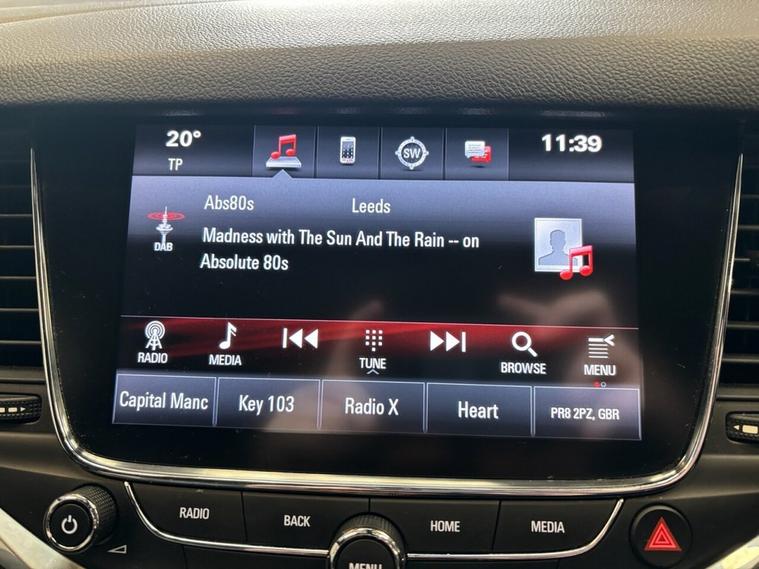 20° SW 11:39
TP
Abs80s Leeds
DAB
Madness with The Sun And The Rain -- on
Absolute 80s
RADIO MEDIA TUNE BROWSE MENU
Capital Manc Key 103 Radio X Heart PR8 2PZ, GBR
RADIO BACK HOME MEDIA
MENU